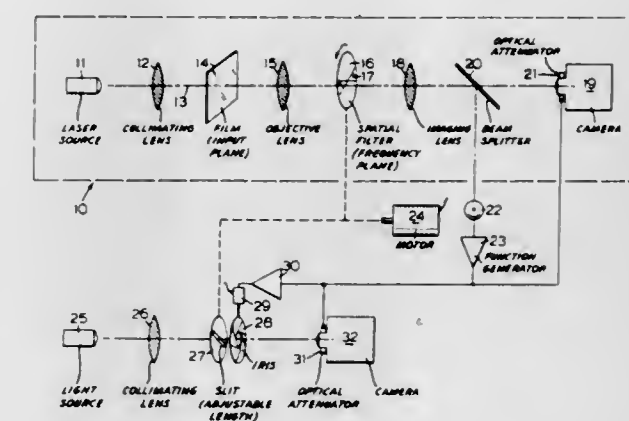 OPTICAL
ATTENUATOR
11
12
14
15
16
17
18
20
21
19
13
LASER
SOURCE
COLLIMATING
LENS
FILM
(INPUT
PLANE)
OBJECTIVE
LENS
SPATIAL
FILTER
(FREQUENCY
PLANE)
IMAGING
LENS
BEAM
SPLITTER
CAMERA
10
22
24
MOTOR
23
FUNCTION
GENERATOR
30
29
25
26
28
27
32
31
IRIS
LIGHT
SOURCE
COLLIMATING
LENS
SLIT
(ADJUSTABLE
LENGTH)
OPTICAL
ATTENUATOR
CAMERA